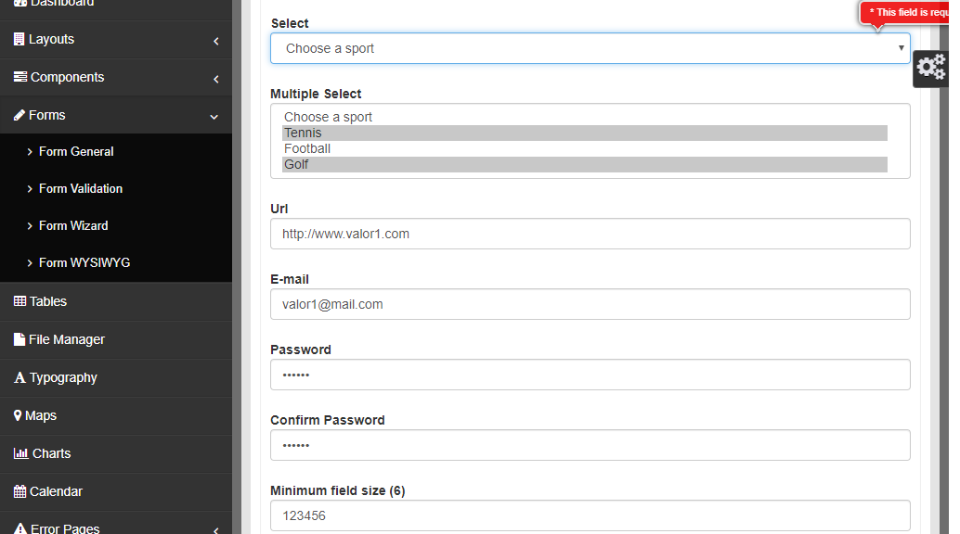 Dashboard
Layouts
Components
Forms
Form General
Form Validation
Form Wizard
Form WYSIWYG
Tables
File Manager
Typography
Maps
Charts
Calendar
Error Pages
* This field is requ
Select
Choose a sport
Multiple Select
Choose a sport
Tennis
Football
Golf
Url
http://www.valor1.com
E-mail
valor1@mail.com
Password
••••••
Confirm Password
••••••
Minimum field size (6)
123456